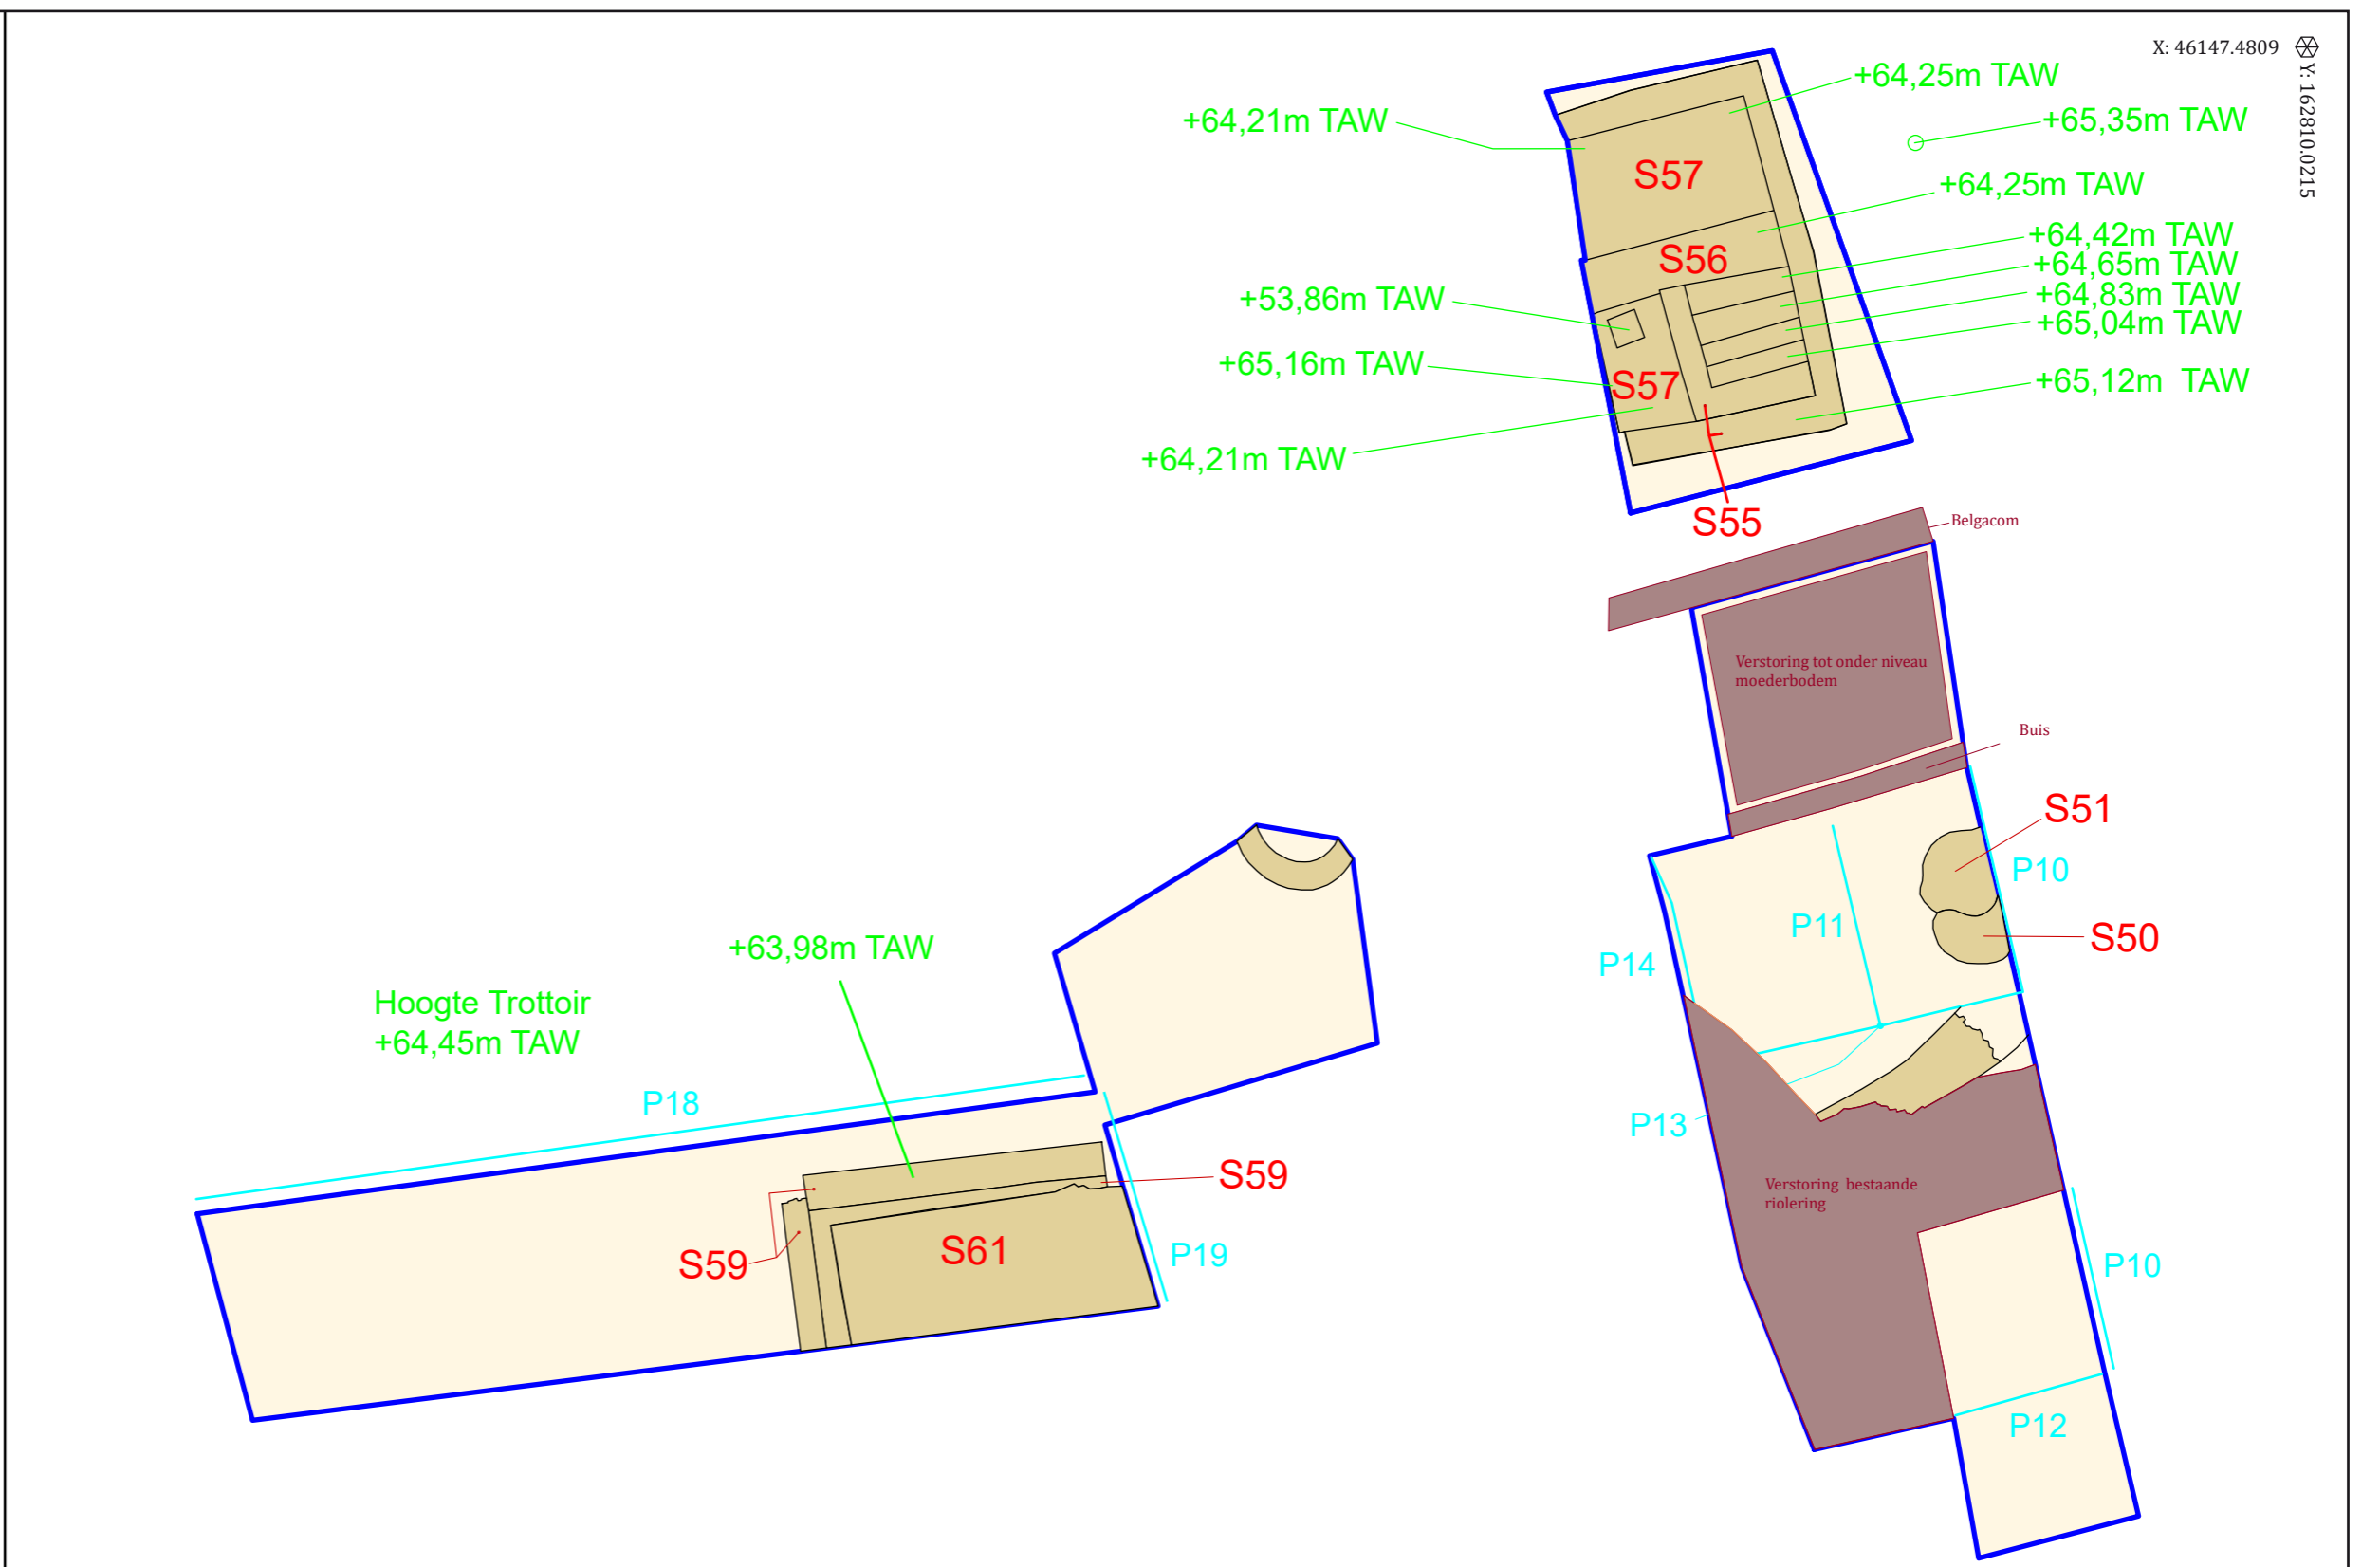 X: 46147.4809
Y: 162810.0215
+64,25m TAW
+64,21m TAW
+65,35m TAW
S57
+64,25m TAW
+64,42m TAW
S56
+64,65m TAW
+53,86m TAW
+64,83m TAW
+65,04m TAW
+65,16m TAW
S57
+65,12m TAW
+64,21m TAW
S55
Belgacom
Verstoring tot onder niveau
moederbodem
Buis
S51
P10
P11
S50
+63,98m TAW
P14
Hoogte Trottoir
+64,45m TAW
P18
P13
S59
Verstoring bestaande
riolering
S59
S61
P19
P10
P12